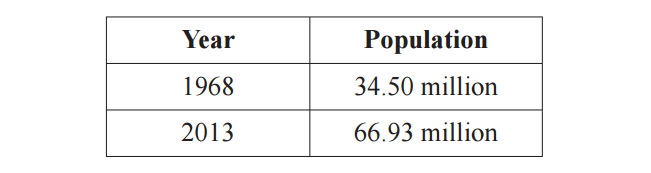 Year Population
1968 34.50 million
2013 66.93 million